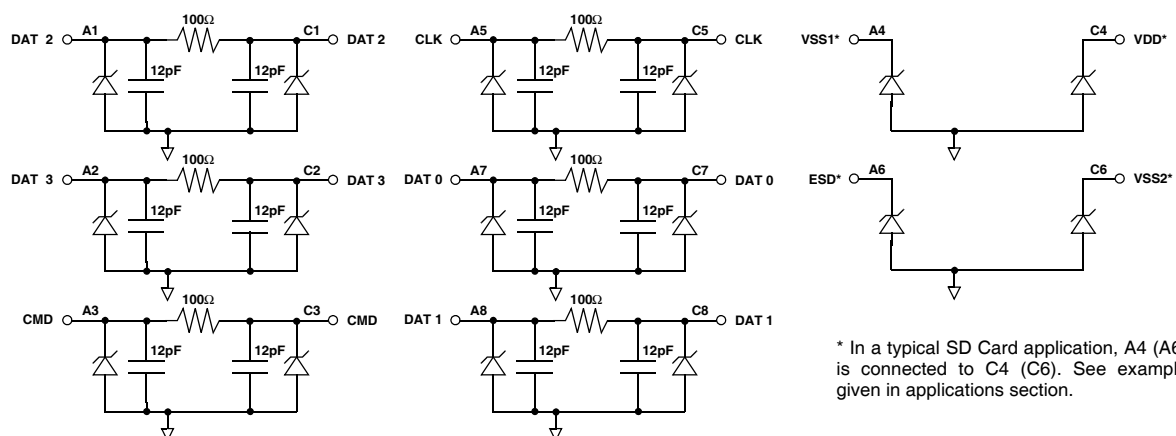 100Ω
DAT 2 A1 C1 DAT 2
12pF 12pF
100Ω
CLK A5 C5 CLK
12pF 12pF
VSS1* A4 C4 VDD*
100Ω
DAT 3 A2 C2 DAT 3
12pF 12pF
100Ω
DAT 0 A7 C7 DAT 0
12pF 12pF
ESD* A6 C6 VSS2*
100Ω
CMD A3 C3 CMD
12pF 12pF
100Ω
DAT 1 A8 C8 DAT 1
12pF 12pF
* In a typical SD Card application, A4 (A6
is connected to C4 (C6). See exampl
given in applications section.